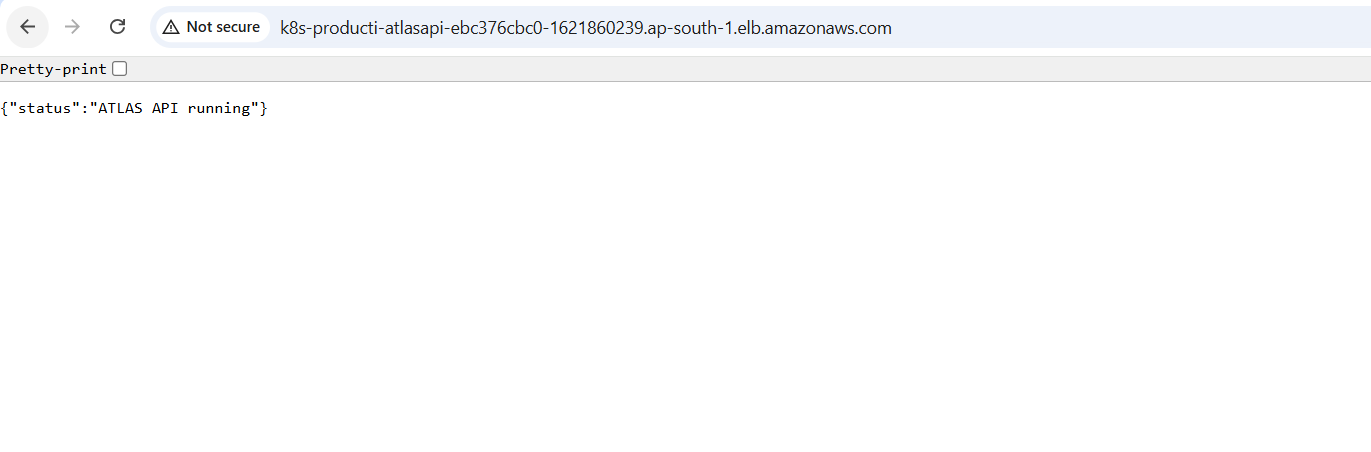 Not secure k8s-producti-atlasapi-ebc376cbc0-1621860239.ap-south-1.elb.amazonaws.com
Pretty-print
{"status":"ATLAS API running"}